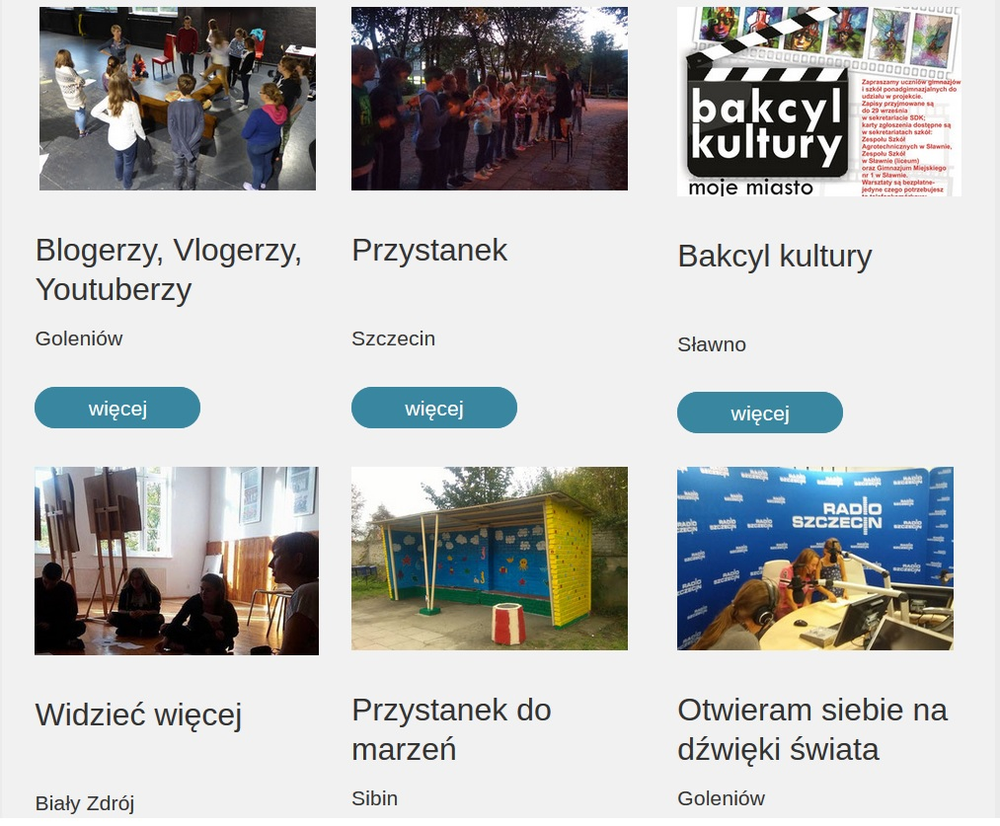 bakcyl
kultury
moje miasto
Zapraszamy uczniów gimnazjów
i szkół ponadgimnazjalnych do
udziału w projekcie.
Zapisy przyjmowane są
do 29 września
w sekretariacie SDK;
karty zgłoszenia dostępne są
w sekretariatach szkół:
Zespołu Szkół
Agrotechnicznych w Sławnie,
Zespołu Szkół
w Sławnie (liceum)
oraz Gimnazjum Miejskiego
nr 1 w Sławnie.
Warsztaty są bezpłatne-
jedyne czego potrzebujesz
Blogerzy, Vlogerzy,
Youtuberzy
Goleniów
więcej
Przystanek
Szczecin
więcej
Bakcyl kultury
Sławno
więcej
RADIO
SZCZECIN
Widzieć więcej
Biały Zdrój
Przystanek do
marzeń
Sibin
Otwieram siebie na
dźwięki świata
Goleniów